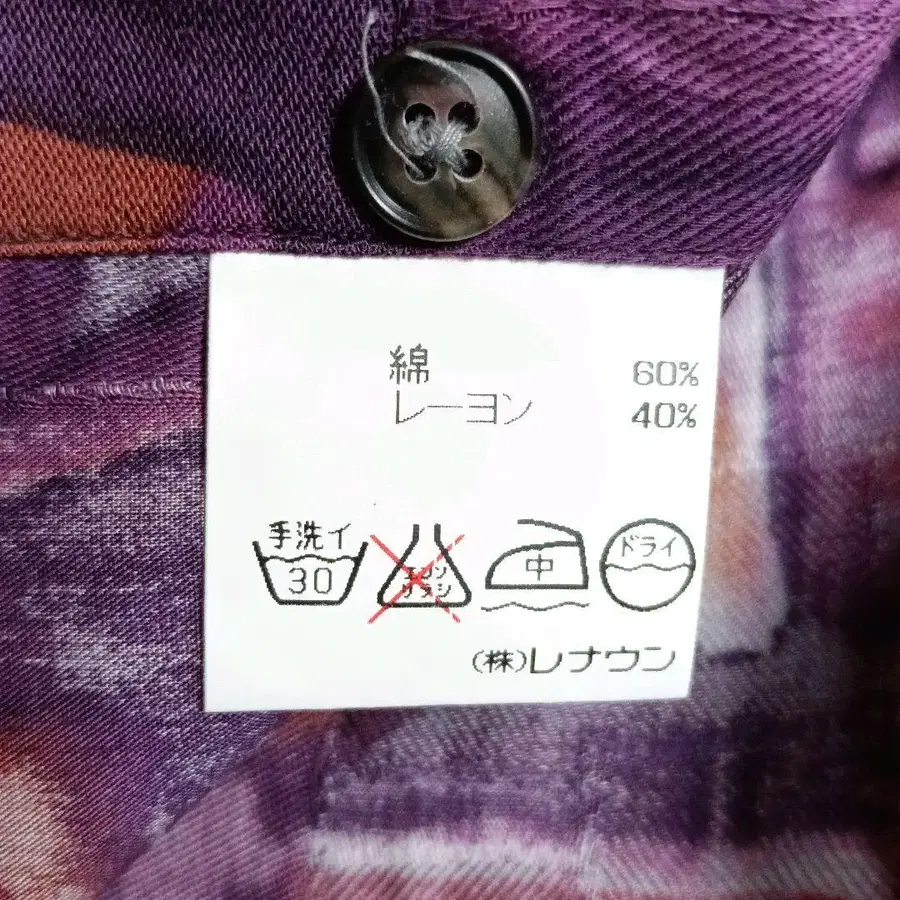 綿 60%
レーヨン 40%
手洗イ 30
エンソ サラシ
中
ドライ
(株)レナウン